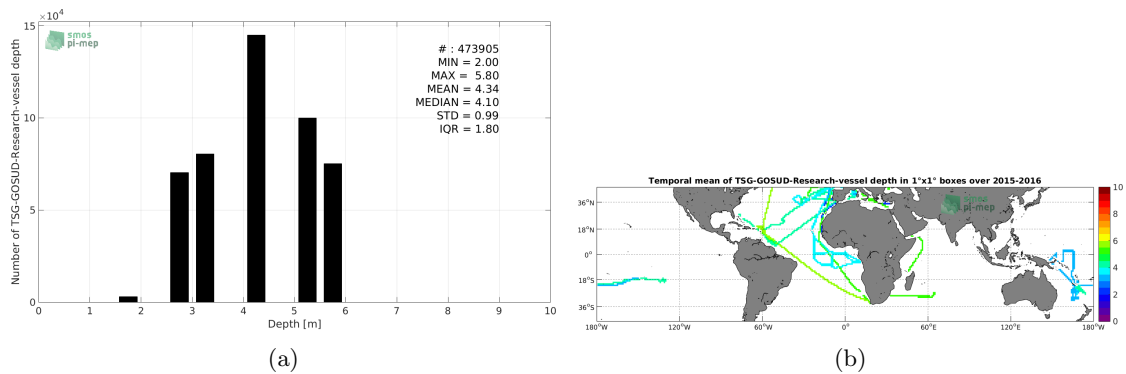 ×10⁴
smos
pi-mep
# : 473905
MIN = 2.00
MAX = 5.80
MEAN = 4.34
MEDIAN = 4.10
STD = 0.99
IQR = 1.80
Number of TSG-GOSUD-Research-vessel depth
15
10
5
0
0 1 2 3 4 5 6 7 8 9 10
Depth [m]
(a)
Temporal mean of TSG-GOSUD-Research-vessel depth in 1°x1° boxes over 2015-2016
smos
pi-mep
36°N
18°N
0°
18°S
36°S
180°W 120°W 60°W 0° 60°E 120°E 180°W
10
8
6
4
2
0
(b)